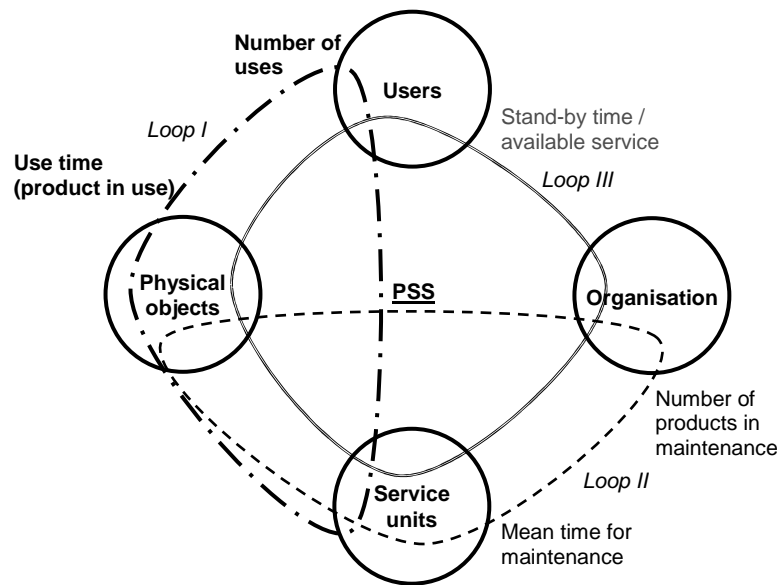 Number of
uses
Users
Loop I
Stand-by time /
available service
Use time
(product in use)
Loop III
Physical
objects
PSS
Organisation
Number of
products in
maintenance
Loop II
Service
units
Mean time for
maintenance